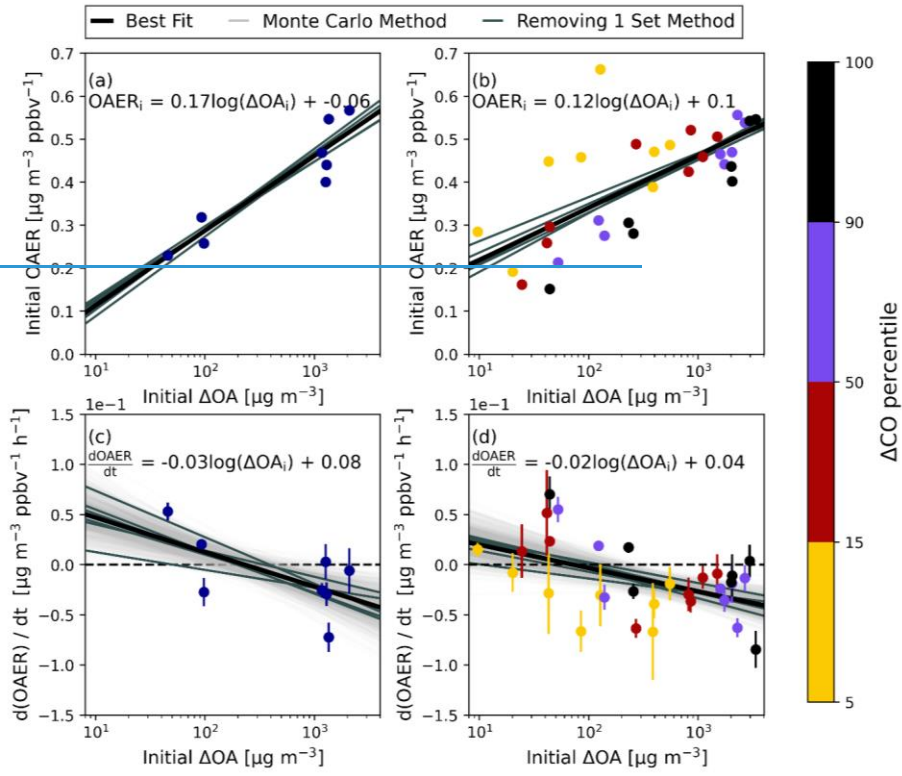 Best Fit Monte Carlo Method Removing 1 Set Method
(a)
OAERᵢ = 0.17log(ΔOAᵢ) + -0.06
Initial OAER [µg m⁻³ ppbv⁻¹]
0.7
0.6
0.5
0.4
0.3
0.2
0.1
0.0
10¹ 10² 10³
Initial ΔOA [µg m⁻³]
(b)
OAERᵢ = 0.12log(ΔOAᵢ) + 0.1
Initial OAER [µg m⁻³ ppbv⁻¹]
0.7
0.6
0.5
0.4
0.3
0.2
0.1
0.0
10¹ 10² 10³
Initial ΔOA [µg m⁻³]
1e-1
(c)
dOAER/dt = -0.03log(ΔOAᵢ) + 0.08
d(OAER) / dt [µg m⁻³ ppbv⁻¹ h⁻¹]
1.5
1.0
0.5
0.0
−0.5
−1.0
−1.5
10¹ 10² 10³
Initial ΔOA [µg m⁻³]
1e-1
(d)
dOAER/dt = -0.02log(ΔOAᵢ) + 0.04
d(OAER) / dt [µg m⁻³ ppbv⁻¹ h⁻¹]
1.5
1.0
0.5
0.0
−0.5
−1.0
−1.5
10¹ 10² 10³
Initial ΔOA [µg m⁻³]
100
90
50
15
5
ΔCO percentile